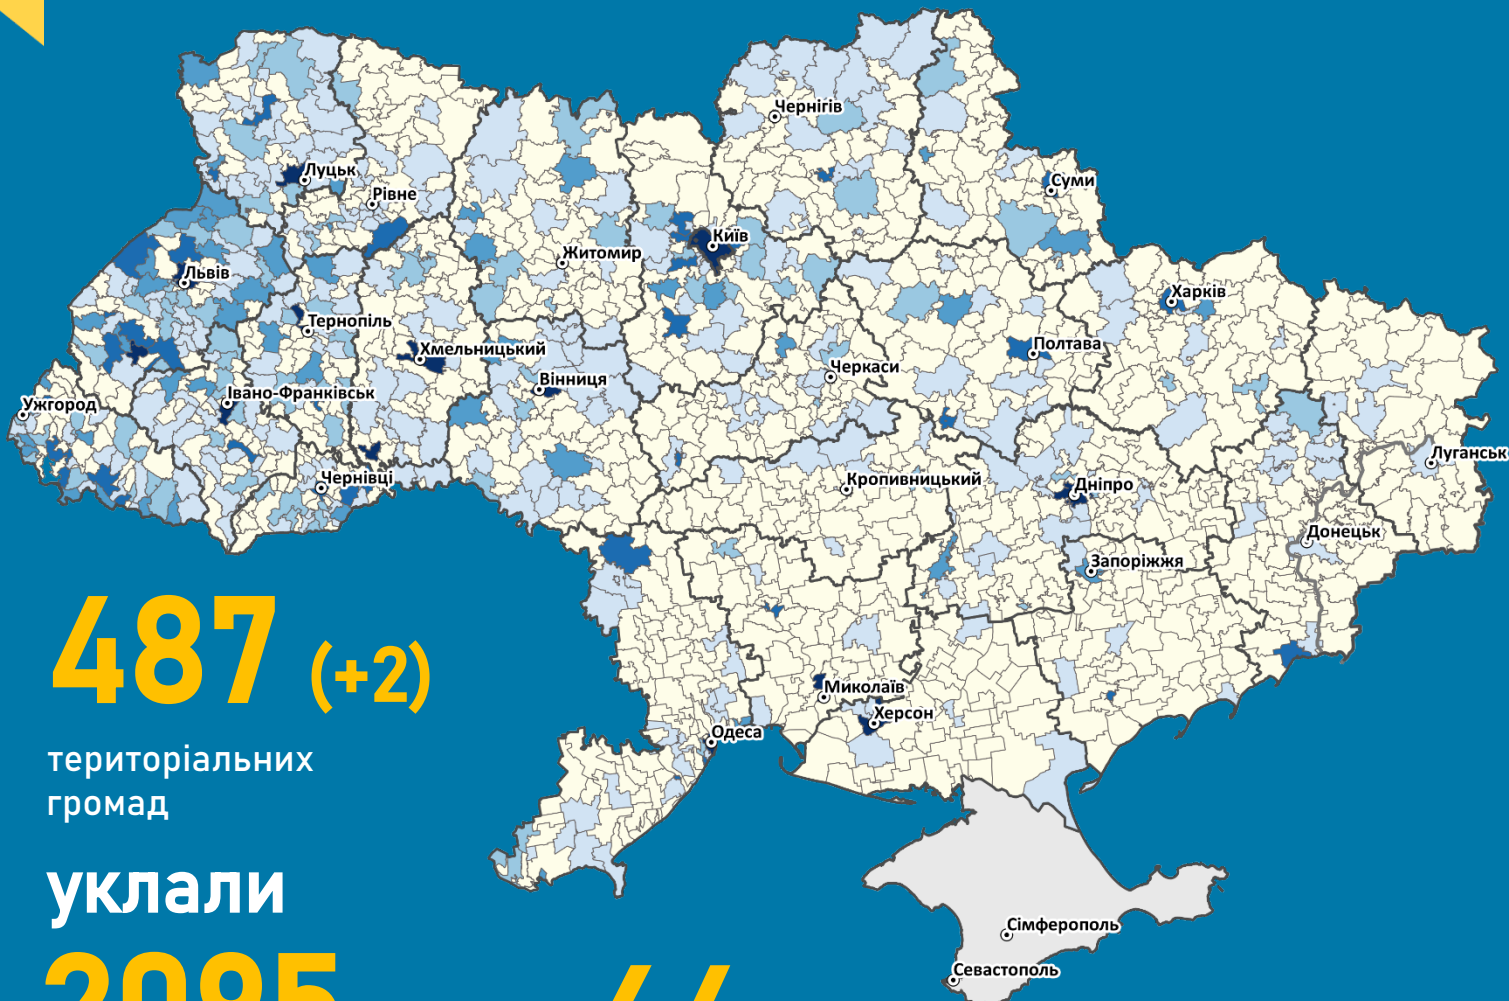 Чернігів
Луцьк
Рівне
Суми
Київ
Житомир
Львів
Харків
Тернопіль
Хмельницький
Полтава
Черкаси
Вінниця
Івано-Франківськ
Ужгород
Луганськ
Чернівці
Кропивницький
Дніпро
Донецьк
Запоріжжя
487 (+2)
територіальних
громад
Миколаїв
Херсон
Одеса
уклали
Сімферополь
Севастополь